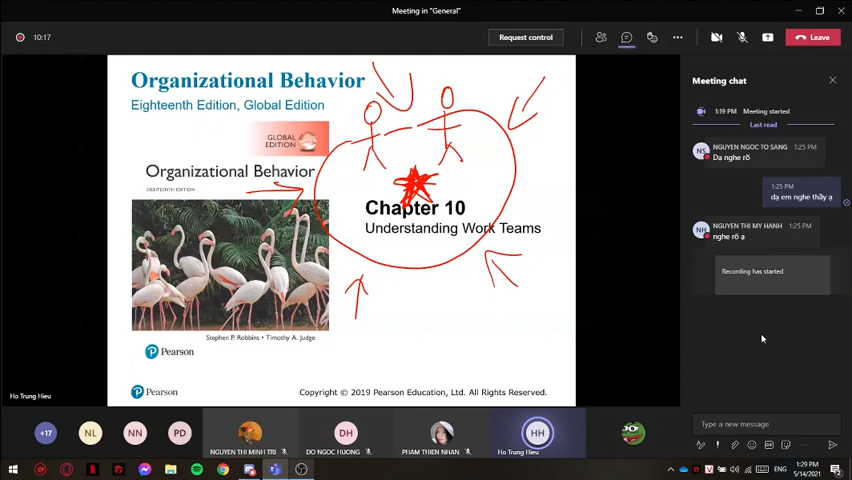 Meeting in "General"
10:17
Request control
Leave
Organizational Behavior
Eighteenth Edition, Global Edition
GLOBAL
EDITION
Organizational Behavior
EIGHTEENTH EDITION
Chapter 10
Understanding Work Teams
Stephen P. Robbins • Timothy A. Judge
Pearson
Pearson
Copyright © 2019 Pearson Education, Ltd. All Rights Reserved.
Ho Trung Hieu
Meeting chat
1:19 PM Meeting started
Last read
NS
NGUYEN NGOC TO SANG 1:25 PM
Dạ nghe rõ
1:25 PM
dạ em nghe thầy ạ
NH
NGUYEN THI MY HANH 1:25 PM
nghe rõ ạ
Recording has started
Type a new message
+17
NL
NN
PD
NGUYEN THI MINH TRI
DH
DO NGOC HUONG
PHAM THIEN NHAN
HH
Ho Trung Hieu
ENG
1:29 PM
5/14/2021